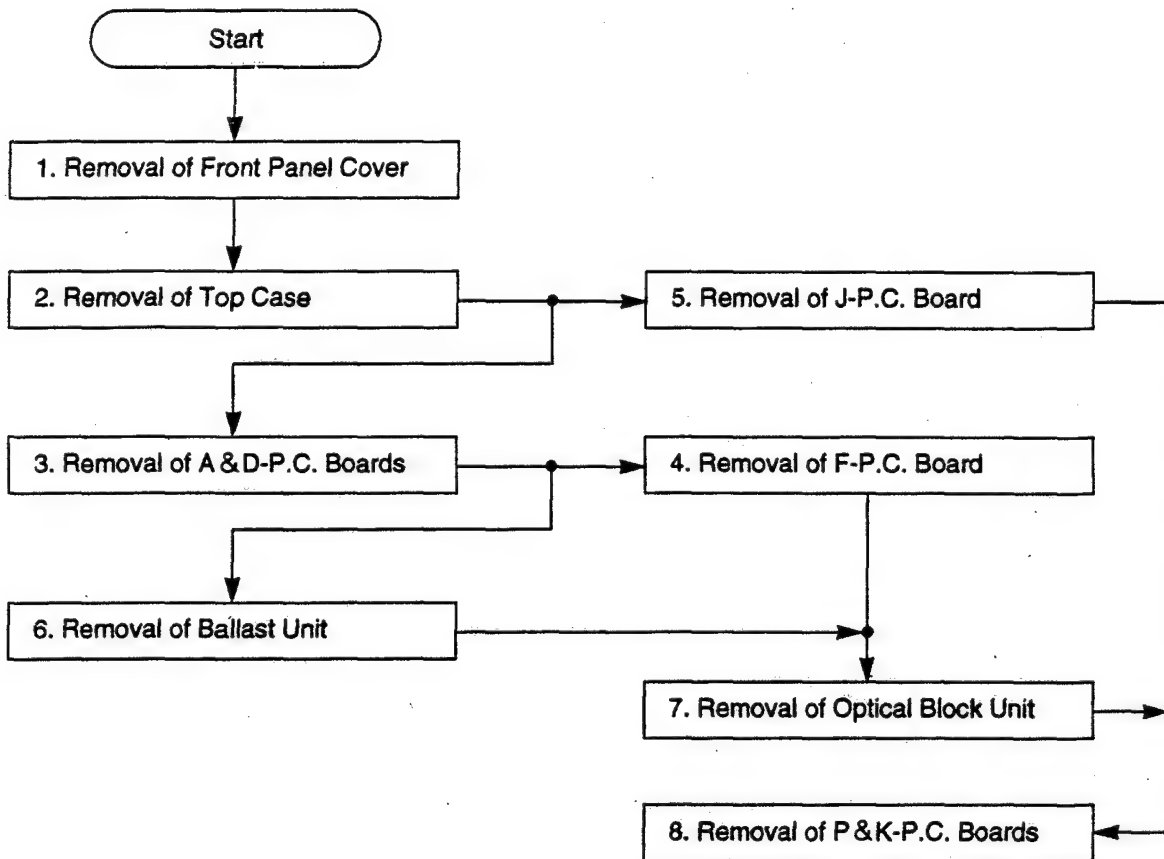 Start
1. Removal of Front Panel Cover
2. Removal of Top Case
5. Removal of J-P.C. Board
3. Removal of A&D-P.C. Boards
4. Removal of F-P.C. Board
6. Removal of Ballast Unit
7. Removal of Optical Block Unit
8. Removal of P&K-P.C. Boards